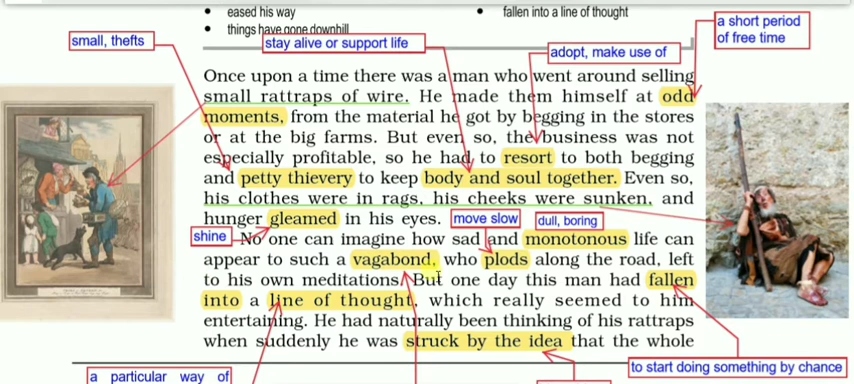 eased his way
fallen into a line of thought
things have gone downhill
a short period
of free time
small, thefts
stay alive or support life
adopt, make use of
Once upon a time there was a man who went around selling
small rattraps of wire. He made them himself at odd
moments, from the material he got by begging in the stores
or at the big farms. But even so, the business was not
especially profitable, so he had to resort to both begging
and petty thievery to keep body and soul together. Even so,
his clothes were in rags, his cheeks were sunken, and
hunger gleamed in his eyes.
move slow
dull, boring
shine
No one can imagine how sad and monotonous life can
appear to such a vagabond, who plods along the road, left
to his own meditations. But one day this man had fallen
into a line of thought, which really seemed to him
entertaining. He had naturally been thinking of his rattraps
when suddenly he was struck by the idea that the whole
to start doing something by chance
a particular way of